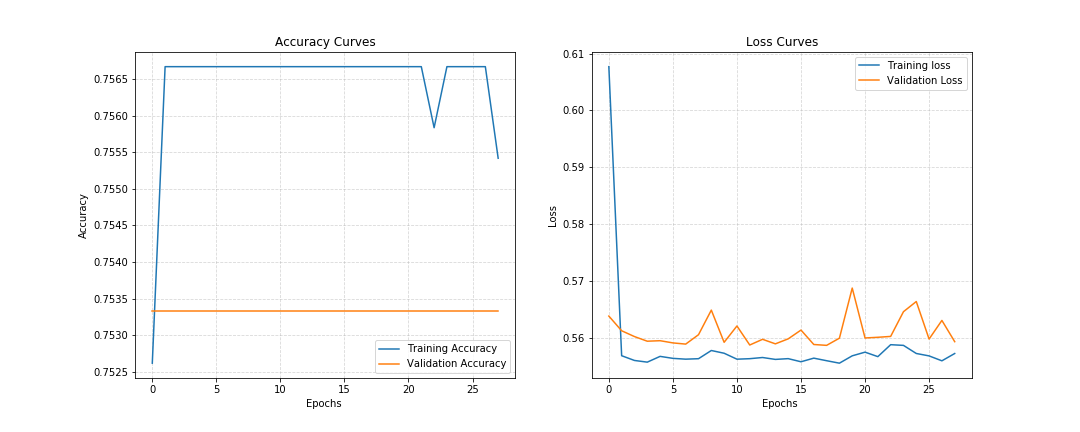 Accuracy Curves
0.7565
0.7560
0.7555
0.7550
0.7545
0.7540
0.7535
0.7530
0.7525
Accuracy
0 5 10 15 20 25
Epochs
Training Accuracy
Validation Accuracy
Loss Curves
0.61
0.60
0.59
0.58
0.57
0.56
Loss
0 5 10 15 20 25
Epochs
Training loss
Validation Loss